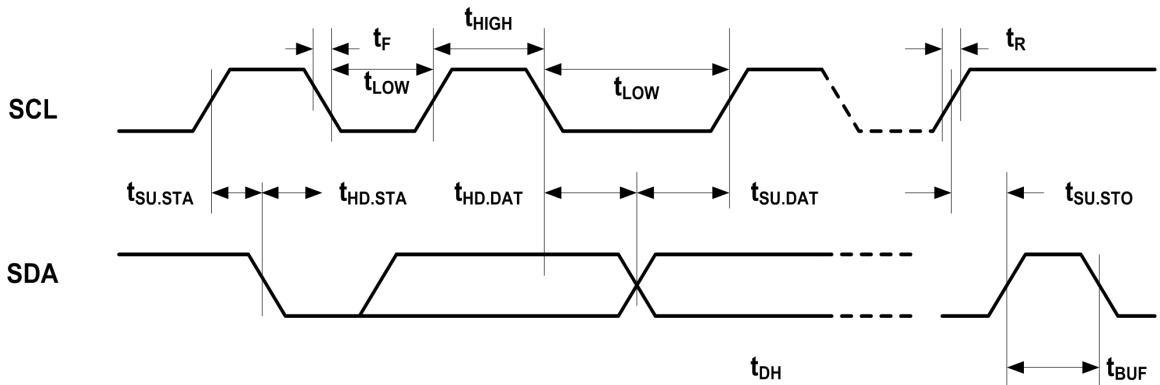 tHIGH
tF
tR
tLOW
tLOW
SCL
tSU.STA
tHD.STA
tHD.DAT
tSU.DAT
tSU.STO
SDA
tDH
tBUF